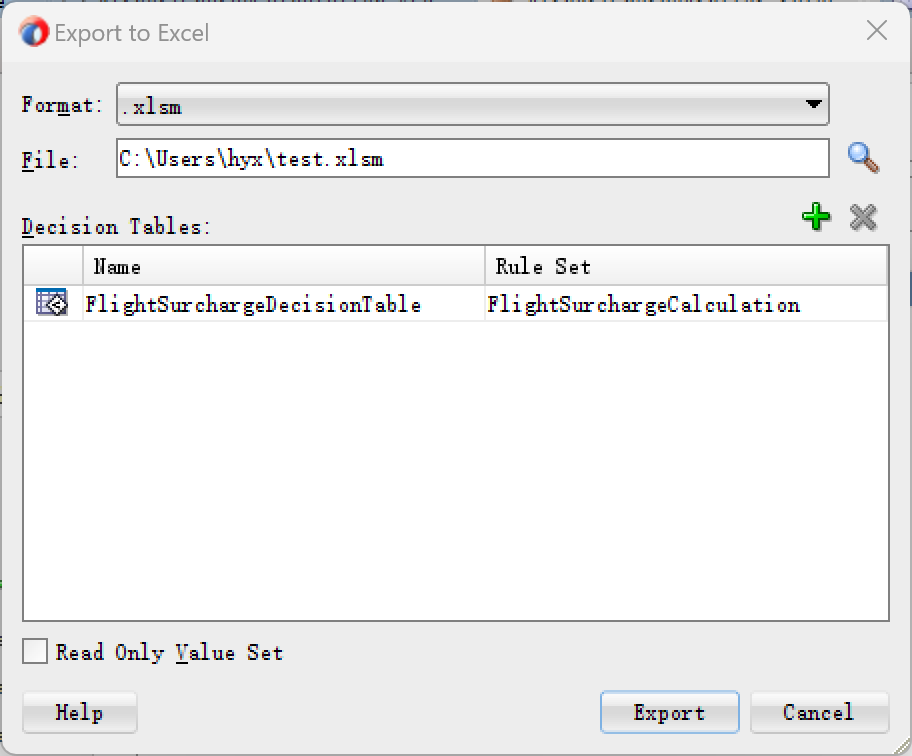 Export to Excel
Format: .xlsm
File: C:\Users\hyx\test.xlsm
Decision Tables:
Name Rule Set
FlightSurchargeDecisionTable FlightSurchargeCalculation
Read Only Value Set
Help Export Cancel